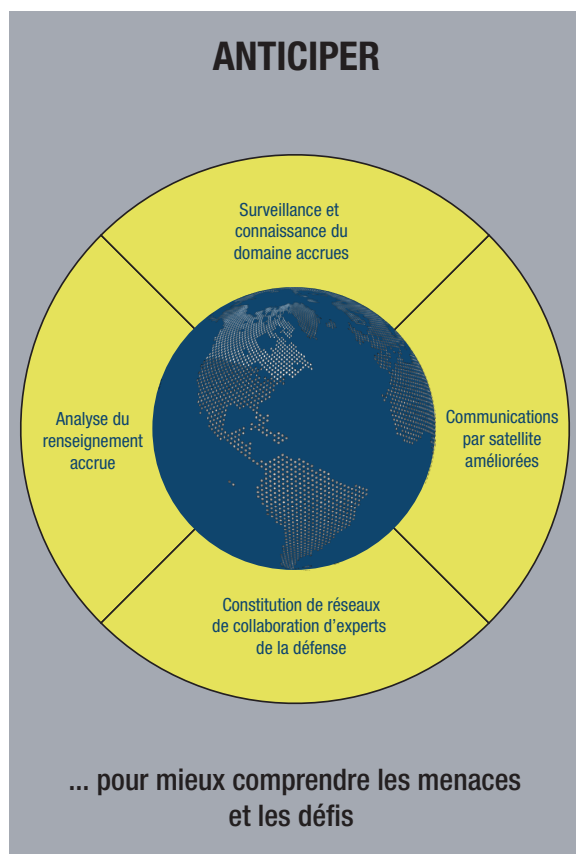 ANTICIPER
Surveillance et
connaissance du
domaine accrues
Analyse du
renseignement
accrue
Communications
par satellite
améliorées
Constitution de réseaux
de collaboration d’experts
de la défense
... pour mieux comprendre les menaces
et les défis